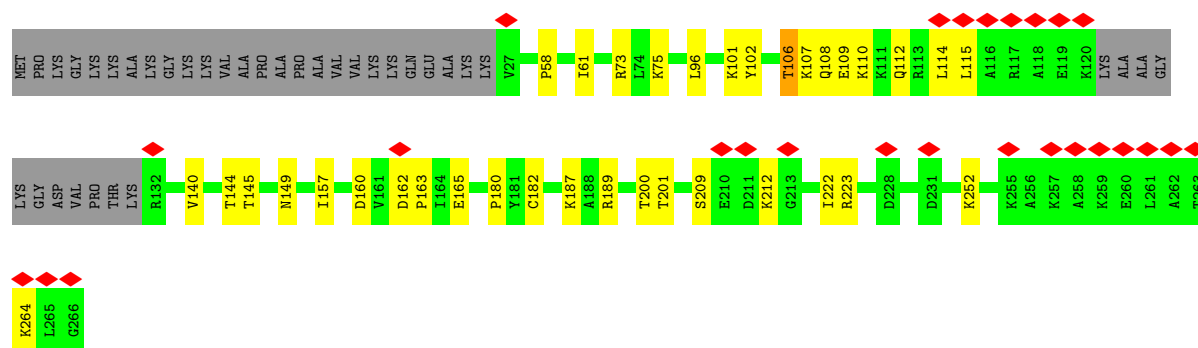 MET PRO LYS GLY LYS LYS ALA LYS GLY LYS LYS VAL ALA PRO ALA PRO ALA VAL VAL LYS LYS GLN GLU ALA LYS LYS V27 P58 I61 R73 L74 K75 L96 K101 Y102 T106 K107 Q108 E109 K110 K111 Q112 R113 L114 L115 A116 R117 A118 E119 K120 LYS ALA ALA GLY
LYS GLY ASP VAL PRO THR LYS R132 V140 T144 T145 N149 I157 D160 V161 D162 P163 I164 E165 P180 Y181 C182 K187 A188 R189 T200 T201 S209 E210 D211 K212 G213 I222 R223 D228 D231 K252 K255 A256 K257 A258 K259 E260 L261 A262 T263
K264 L265 G266